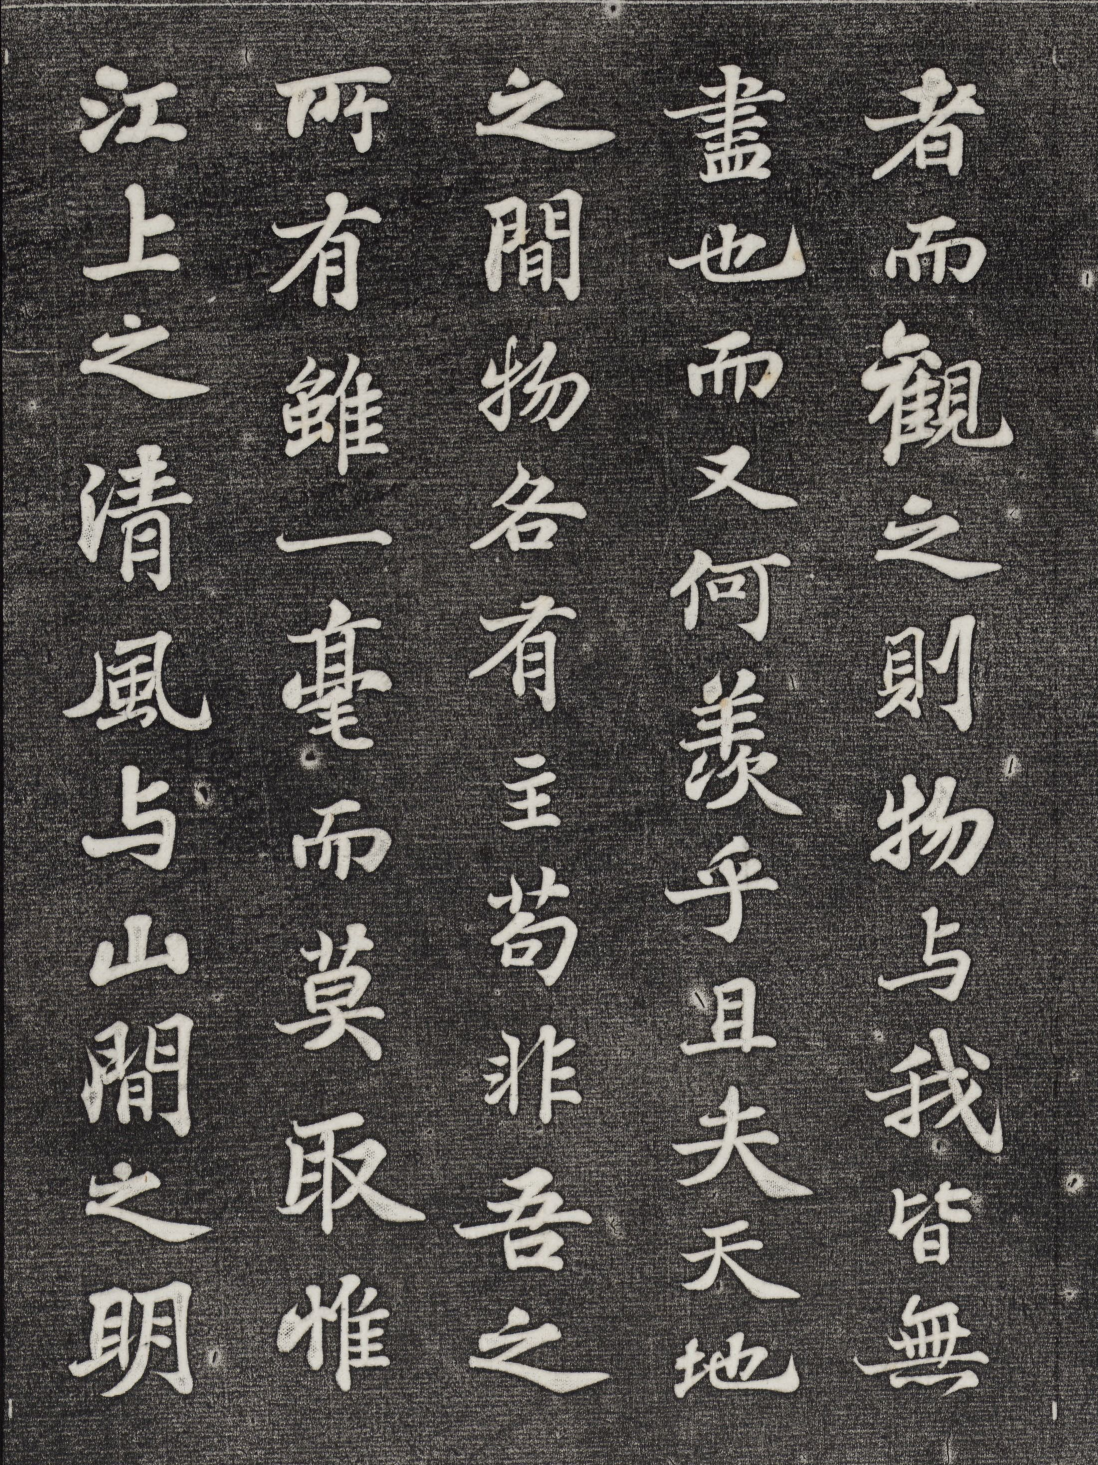 者而觀之則物与我皆無
盡也而又何羨乎且夫天地
之間物各有主苟非吾之
所有雖一毫而莫取惟
江上之清風与山間之明